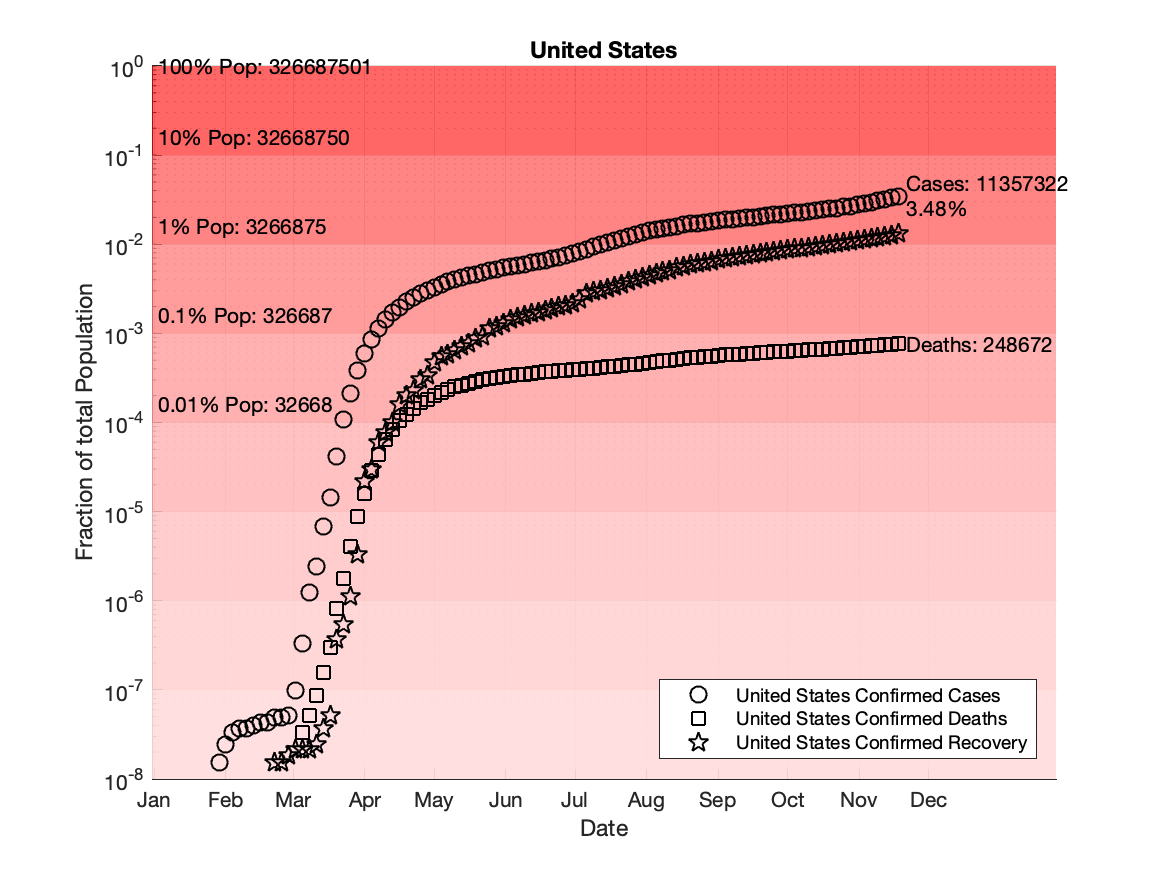 United States
10^0
100% Pop: 326687501
10% Pop: 32668750
10^-1
Cases: 11357322
3.48%
1% Pop: 3266875
10^-2
0.1% Pop: 326687
10^-3
Deaths: 248672
0.01% Pop: 32668
10^-4
10^-5
10^-6
10^-7
10^-8
Fraction of total Population
United States Confirmed Cases
United States Confirmed Deaths
United States Confirmed Recovery
Jan Feb Mar Apr May Jun Jul Aug Sep Oct Nov Dec
Date